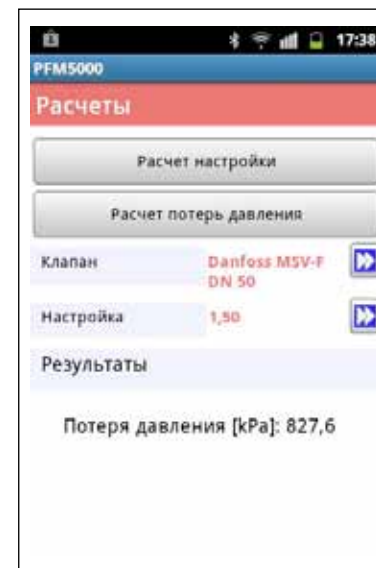 17:38
PFM5000
Расчеты
Расчет настройки
Расчет потерь давления
Клапан Danfoss MSV-F
DN 50
Настройка 1,50
Результаты
Потеря давления [kPa]: 827,6